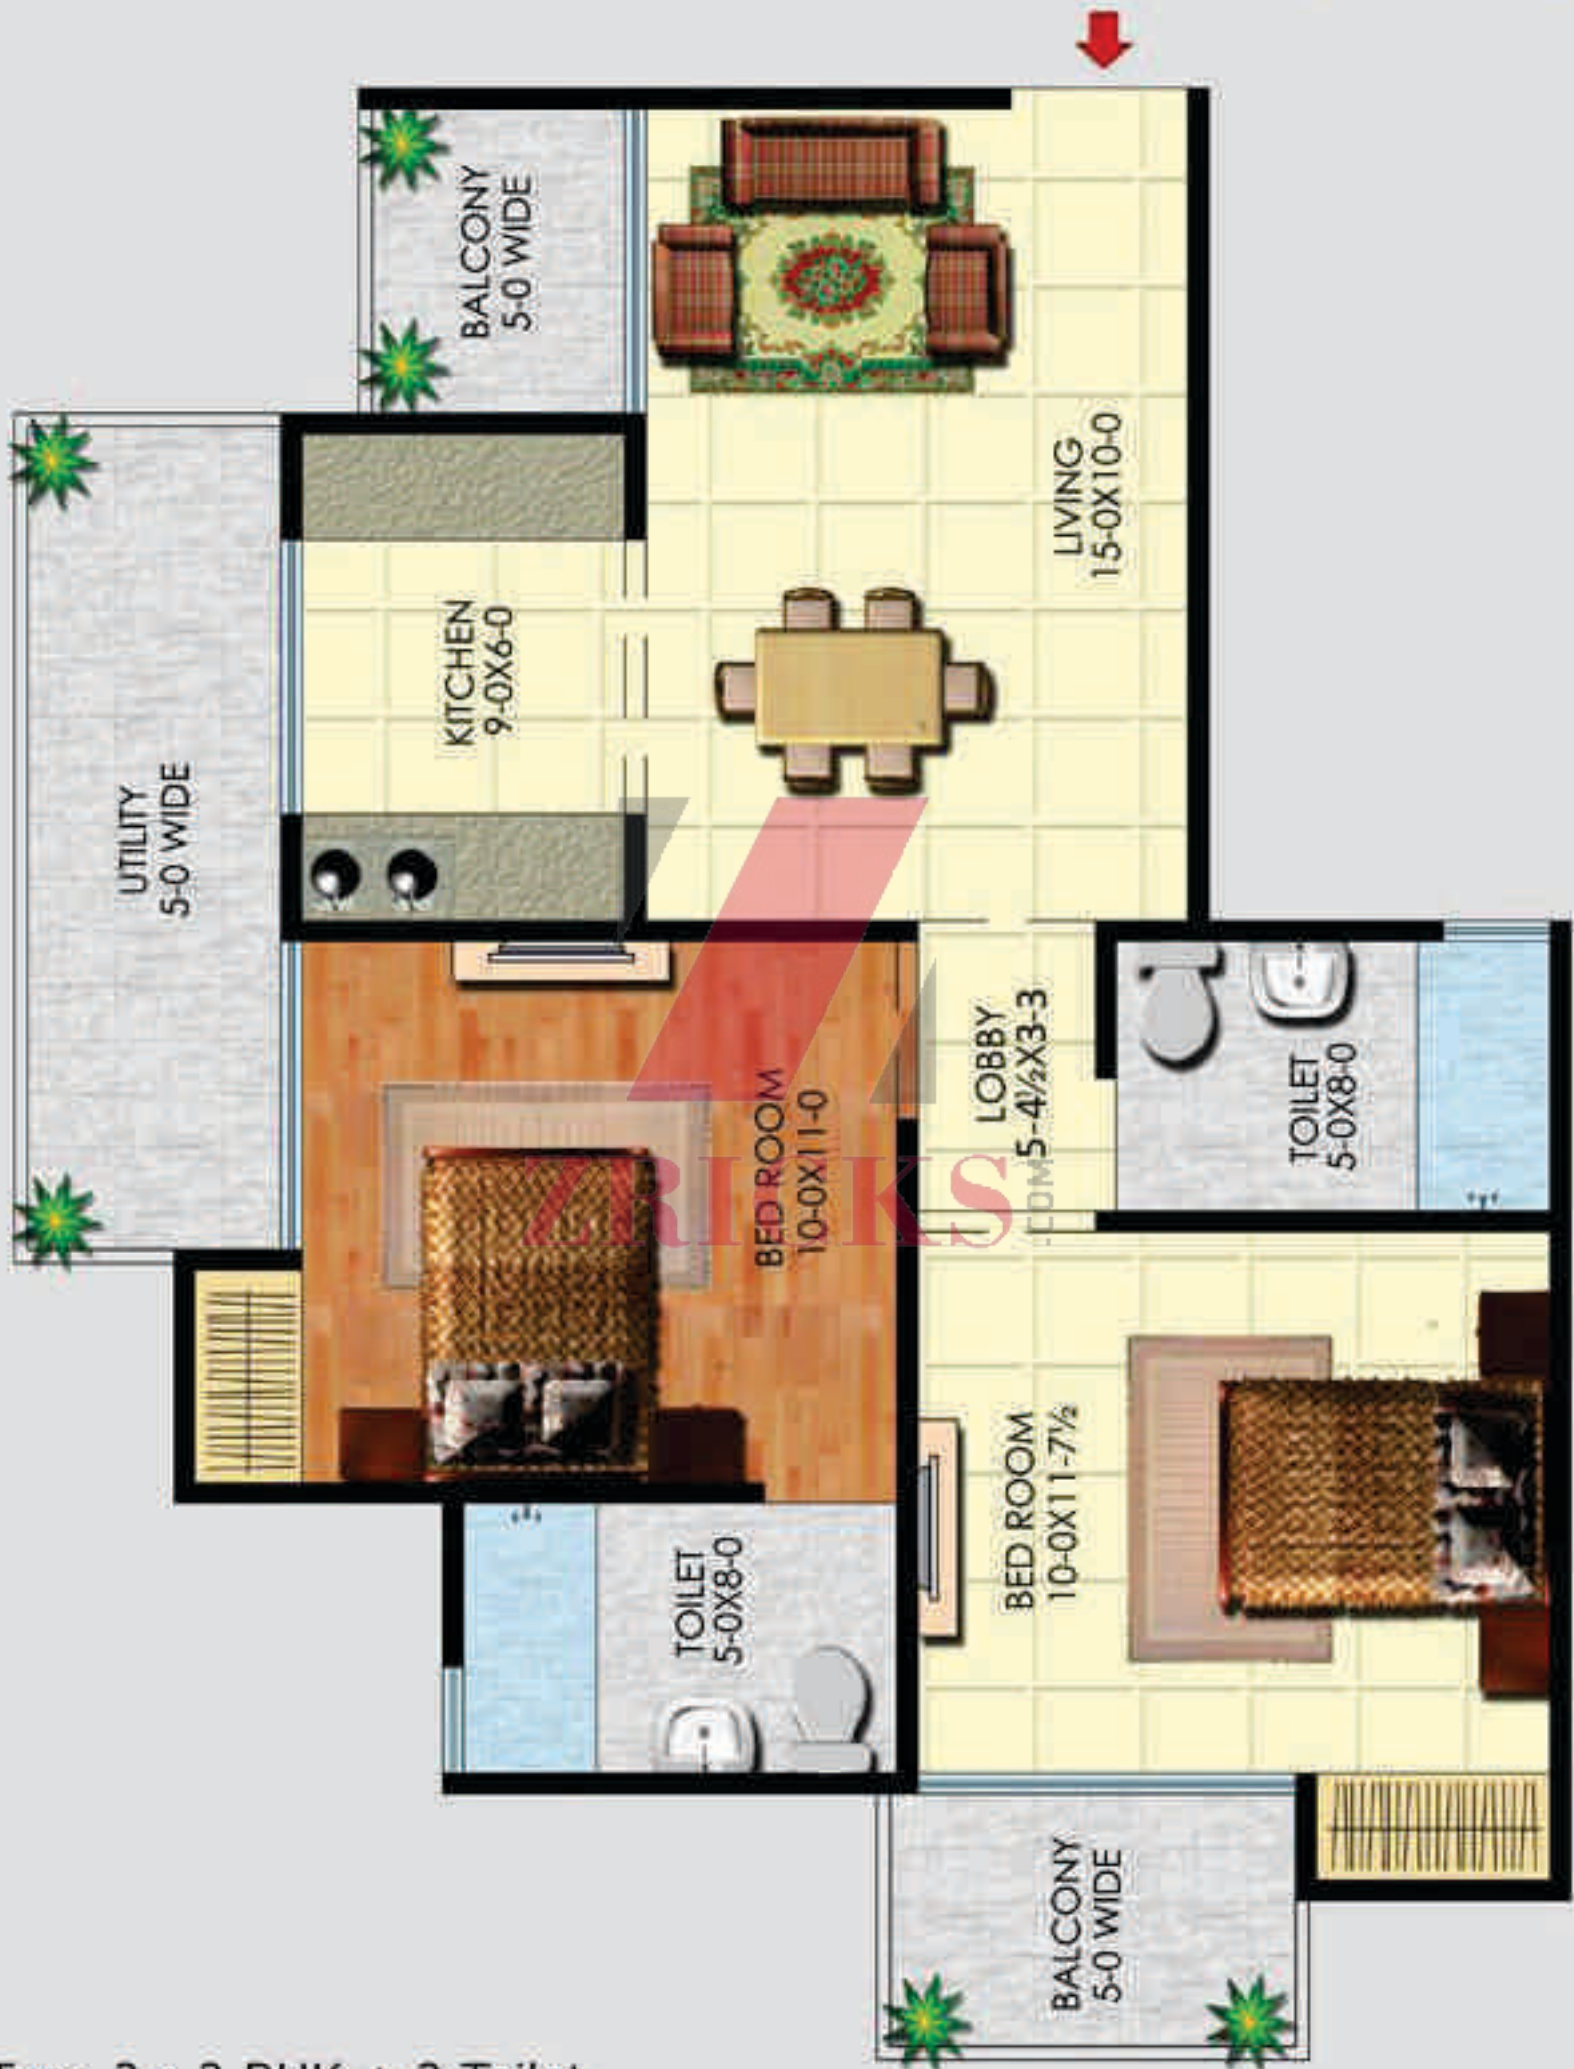 BALCONY
5-0 WIDE
LIVING
15-0X10-0
KITCHEN
9-0X6-0
UTILITY
5-0 WIDE
LOBBY
5-4½X3-3
TOILET
5-0X8-0
BED ROOM
10-0X11-0
BED ROOM
10-0X11-7½
TOILET
5-0X8-0
BALCONY
5-0 WIDE
.COM